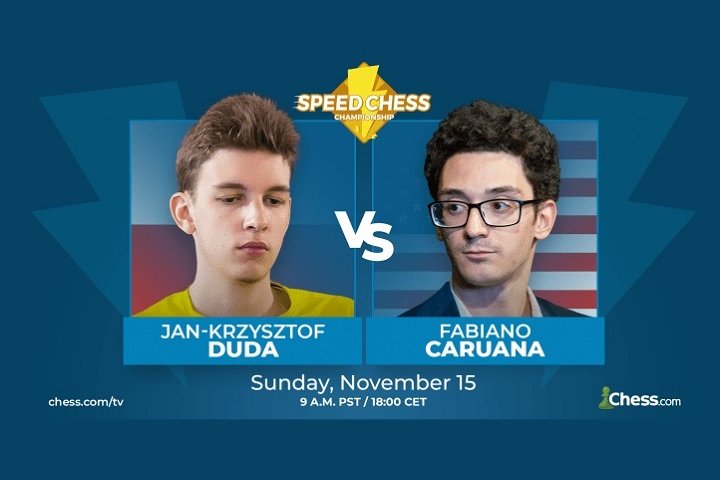 SPEED CHESS
CHAMPIONSHIP
VS
JAN-KRZYSZTOF
DUDA
FABIANO
CARUANA
Sunday, November 15
9 A.M. PST / 18:00 CET
chess.com/tv
Chess.com